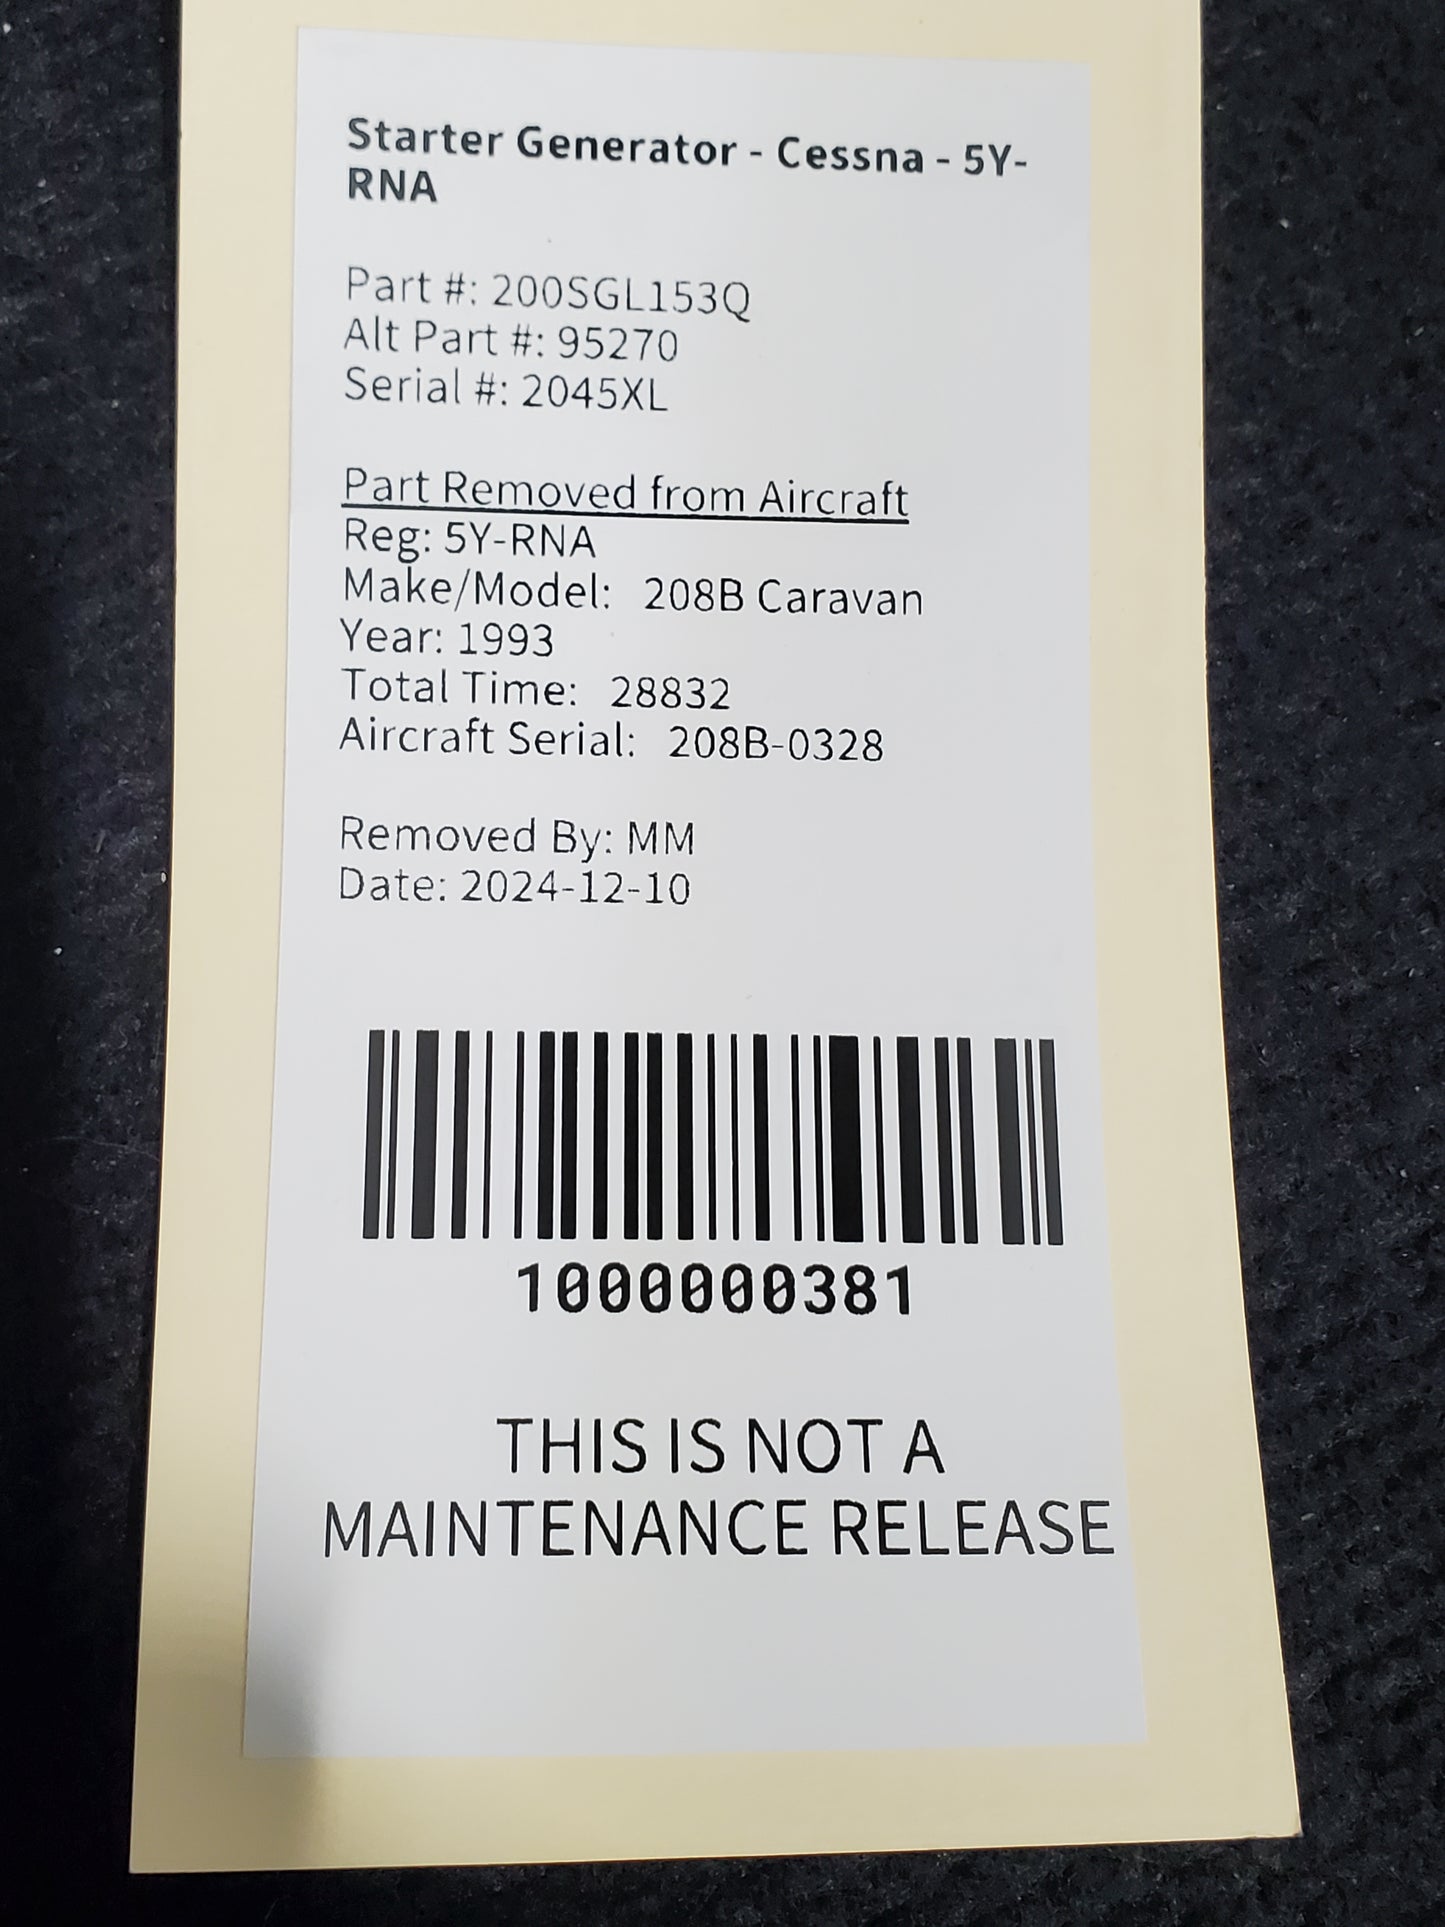 Starter Generator - Cessna - 5Y-
RNA
Part #: 200SGL153Q
Alt Part #: 95270
Serial #: 2045XL
Part Removed from Aircraft
Reg: 5Y-RNA
Make/Model: 208B Caravan
Year: 1993
Total Time: 28832
Aircraft Serial: 208B-0328
Removed By: MM
Date: 2024-12-10
1000000381
THIS IS NOT A
MAINTENANCE RELEASE